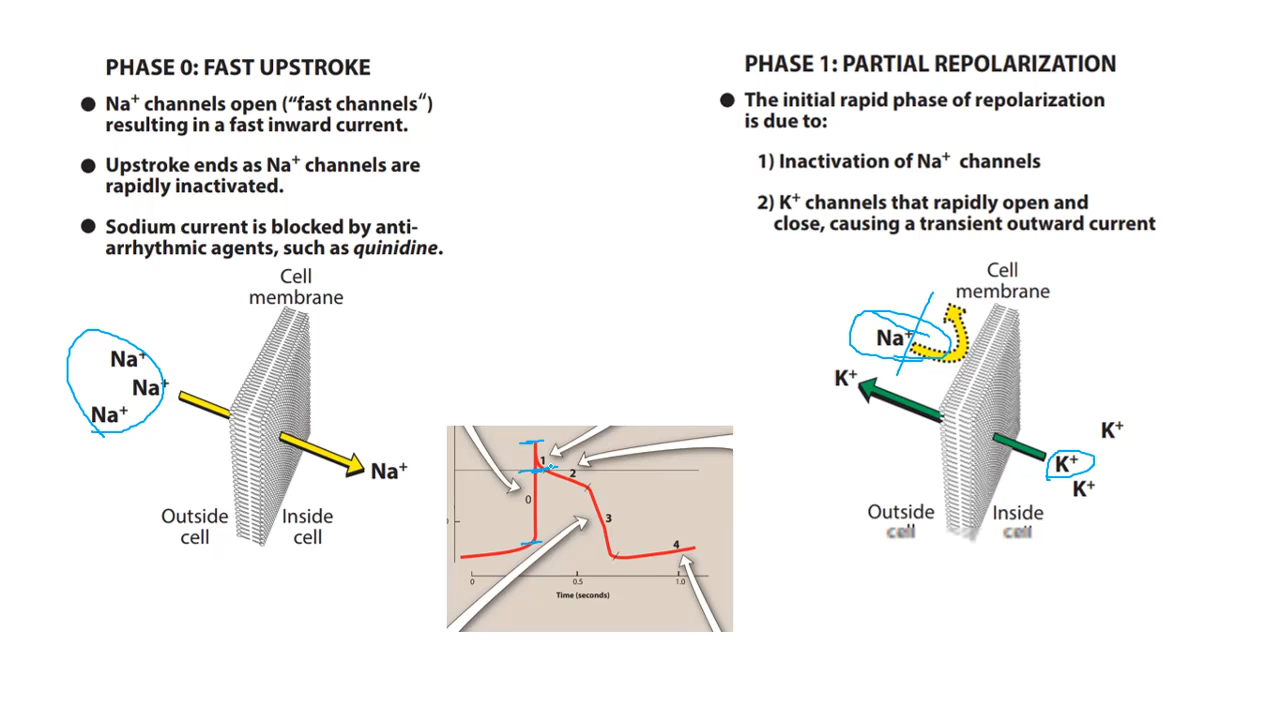 PHASE 0: FAST UPSTROKE
● Na+ channels open (“fast channels“)
resulting in a fast inward current.
● Upstroke ends as Na+ channels are
rapidly inactivated.
● Sodium current is blocked by anti-
arrhythmic agents, such as quinidine.
Cell
membrane
Na+
Na+
Na+
Na+
Outside
cell
Inside
cell
1
2
0
3
4
0
0.5
1.0
Time (seconds)
PHASE 1: PARTIAL REPOLARIZATION
● The initial rapid phase of repolarization
is due to:
1) Inactivation of Na+ channels
2) K+ channels that rapidly open and
close, causing a transient outward current
Cell
membrane
Na+
K+
K+
K+
K+
Outside
cell
Inside
cell